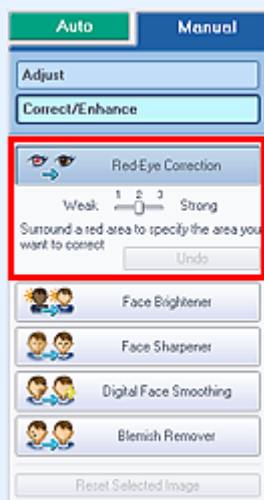 Auto Manual
Adjust
Correct/Enhance
Red-Eye Correction
1 2 3
Weak Strong
Surround a red area to specify the area you
want to correct
Undo
Face Brightener
Face Sharpener
Digital Face Smoothing
Blemish Remover
Reset Selected Image